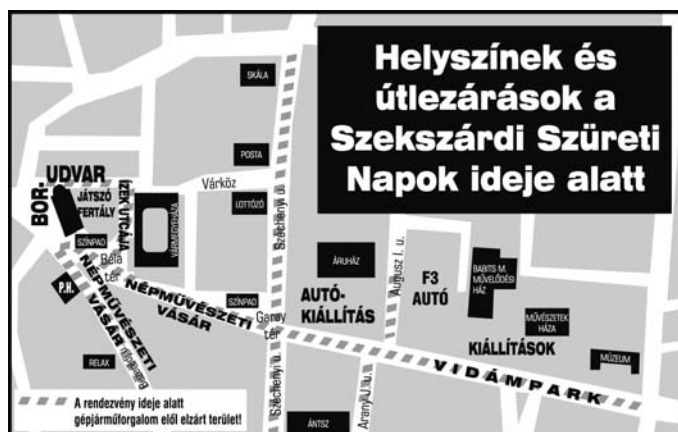 Helyszínek és
útlezárások a
Szekszárdi Szüreti
Napok ideje alatt
SKÁLA
POSTA
BOR-
UDVAR
JÁTSZÓ
FERTÁLY
ÍZEK UTCÁJA
VÁRMEGYEHÁZA
Várköz
LOTTÓZÓ
Széchenyi u.
SZÍNPAD
Béla
tér
P.H.
NÉPMŰVÉSZETI
VÁSÁR
NÉPMŰVÉSZETI
VÁSÁR
SZÍNPAD
Garay
tér
ÁRUHÁZ
AUTÓ-
KIÁLLÍTÁS
Augusz I. u.
F3
AUTÓ
BABITS M.
MŰVELŐDÉSI
HÁZ
MŰVÉSZETEK
HÁZA
KIÁLLÍTÁSOK
MÚZEUM
VIDÁMPARK
RELAX
Széchenyi u.
ÁNTSZ
Arany J. u.
A rendezvény ideje alatt
gépjárműforgalom elől elzárt terület!